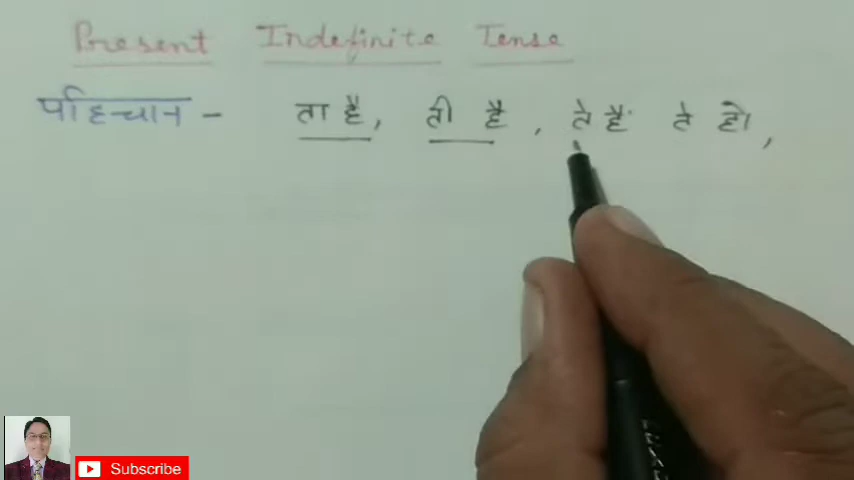 Present Indefinite Tense
पहिचान - ता है, ती है, ते हैं ते हो,
Subscribe